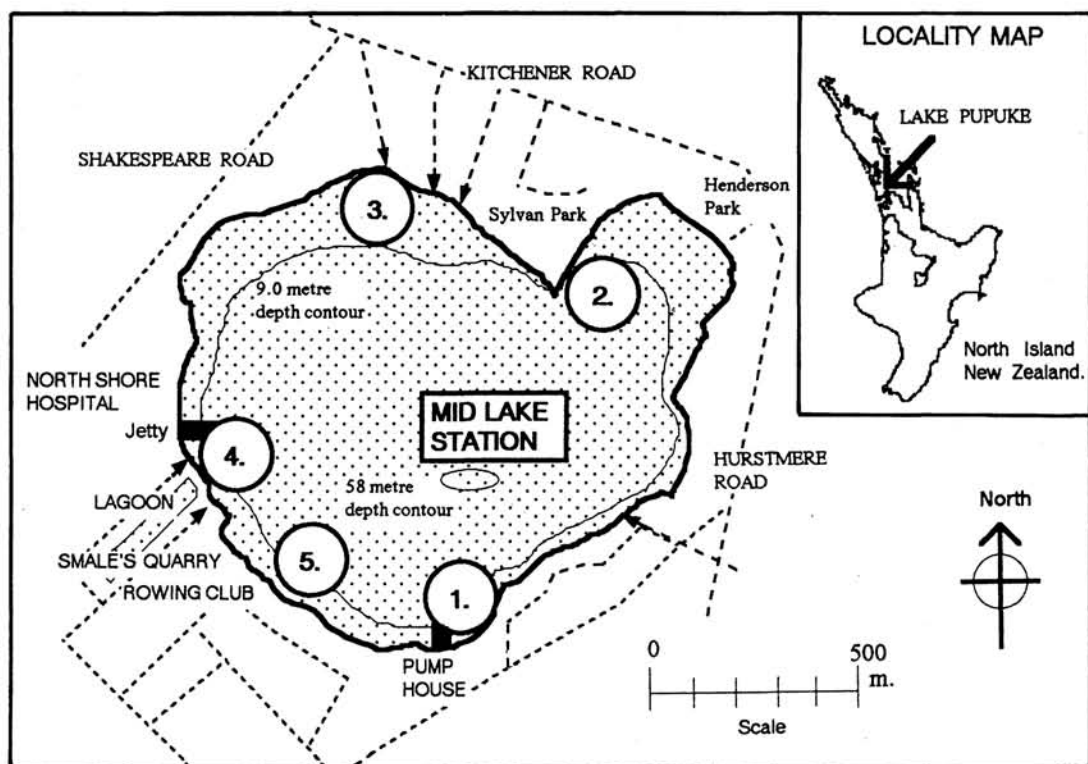 LOCALITY MAP
KITCHENER ROAD
LAKE PUPUKE
SHAKESPEARE ROAD
Henderson
Park
Sylvan Park
3.
2.
9.0 metre
depth contour
North Island
New Zealand.
NORTH SHORE
HOSPITAL
Jetty
MID LAKE
STATION
4.
HURSTMERE
ROAD
58 metre
depth contour
LAGOON
North
SMALE'S QUARRY
ROWING CLUB
5.
1.
PUMP
HOUSE
0
500
m.
Scale